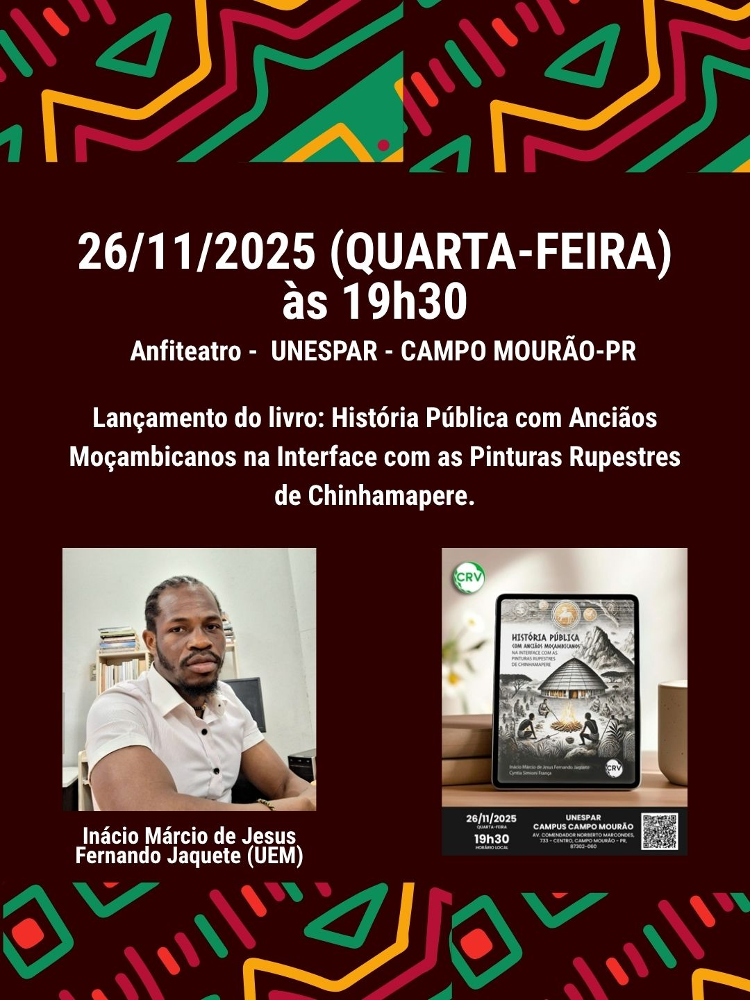 26/11/2025 (QUARTA-FEIRA)
às 19h30
Anfiteatro - UNESPAR - CAMPO MOURÃO-PR
Lançamento do livro: História Pública com Anciãos
Moçambicanos na Interface com as Pinturas Rupestres
de Chinhamapere.
CRV
HISTÓRIA PÚBLICA
COM ANCIÃOS MOÇAMBICANOS
NA INTERFACE COM AS
PINTURAS RUPESTRES
DE CHINHAMAPERE
Inácio Márcio de Jesus Fernando Jaquete
Cyntia Simioni França
CRV
26/11/2025
QUARTA-FEIRA
19h30
HORÁRIO LOCAL
UNESPAR
CAMPUS CAMPO MOURÃO
AV. COMENDADOR NORBERTO MARCONDES,
733 - CENTRO, CAMPO MOURÃO - PR,
87302-060
Inácio Márcio de Jesus
Fernando Jaquete (UEM)